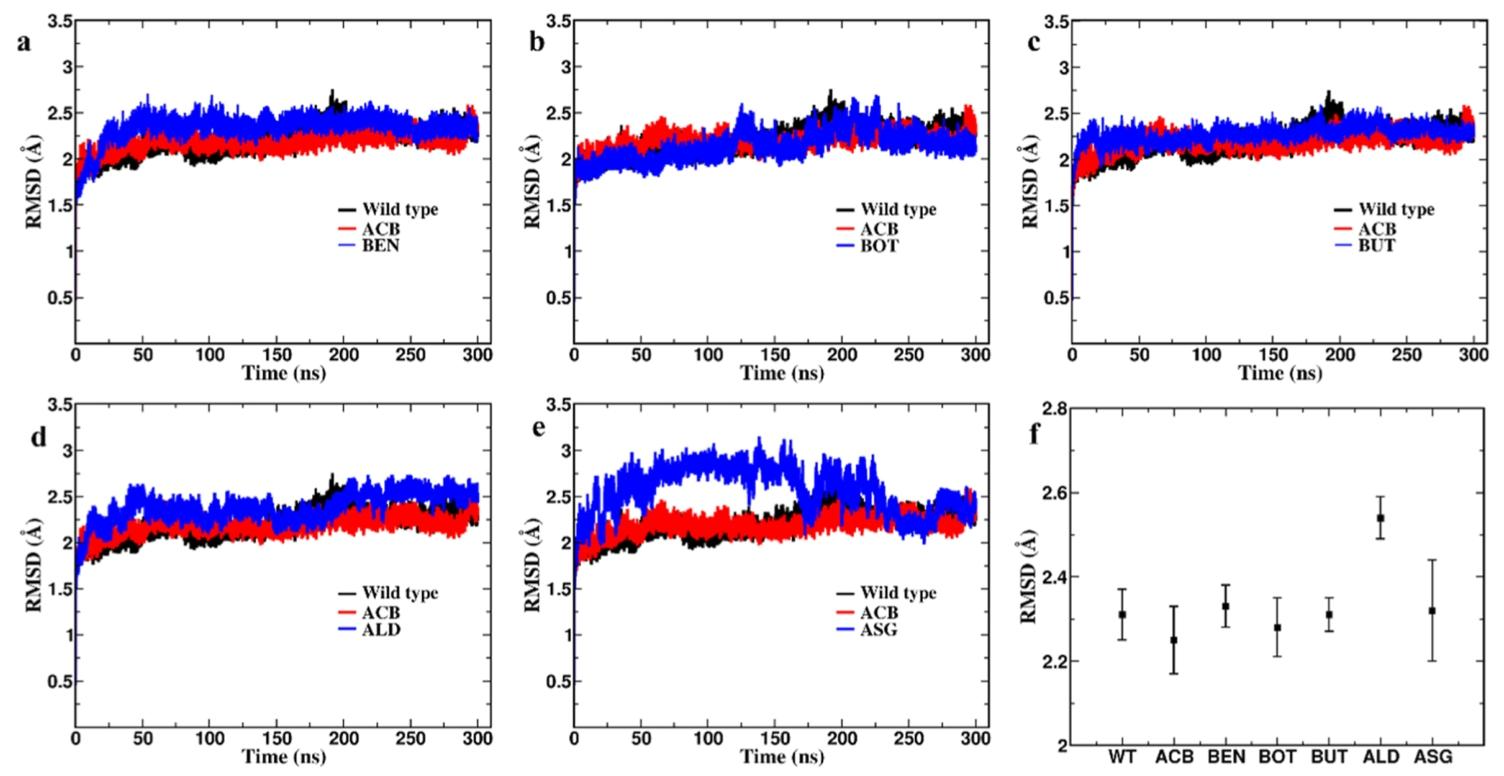 a
3.5
3
2.5
2
1.5
1
0.5
RMSD (Å)
Wild type
ACB
BEN
0 50 100 150 200 250 300
Time (ns)
b
3.5
3
2.5
2
1.5
1
0.5
RMSD (Å)
Wild type
ACB
BOT
0 50 100 150 200 250 300
Time (ns)
c
3.5
3
2.5
2
1.5
1
0.5
RMSD (Å)
Wild type
ACB
BUT
0 50 100 150 200 250 300
Time (ns)
d
3.5
3
2.5
2
1.5
1
0.5
RMSD (Å)
Wild type
ACB
ALD
0 50 100 150 200 250 300
Time (ns)
e
3.5
3
2.5
2
1.5
1
0.5
RMSD (Å)
Wild type
ACB
ASG
0 50 100 150 200 250 300
Time (ns)
f
2.8
2.6
2.4
2.2
2
RMSD (Å)
WT ACB BEN BOT BUT ALD ASG